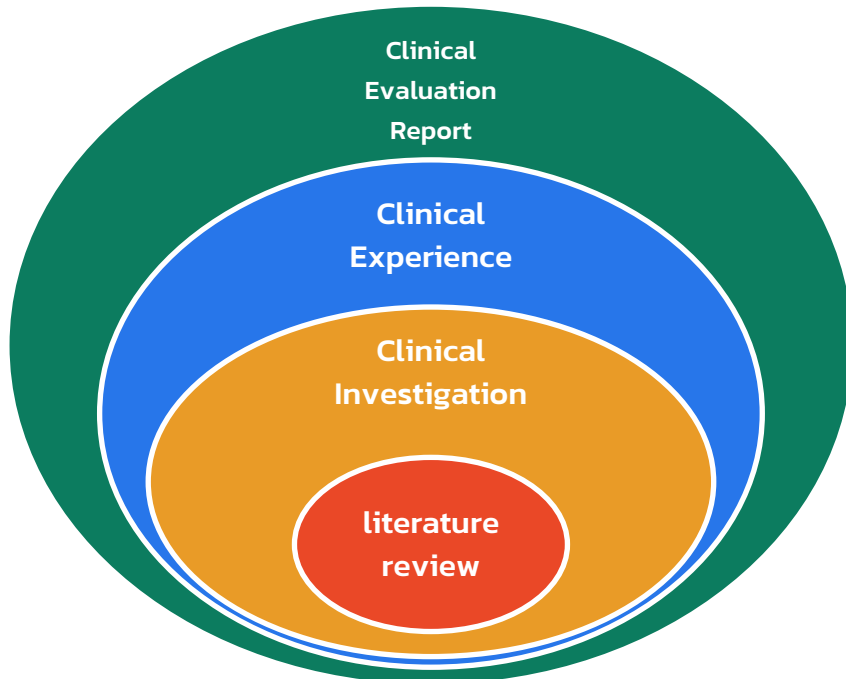 Clinical
Evaluation
Report
Clinical
Experience
Clinical
Investigation
literature
review